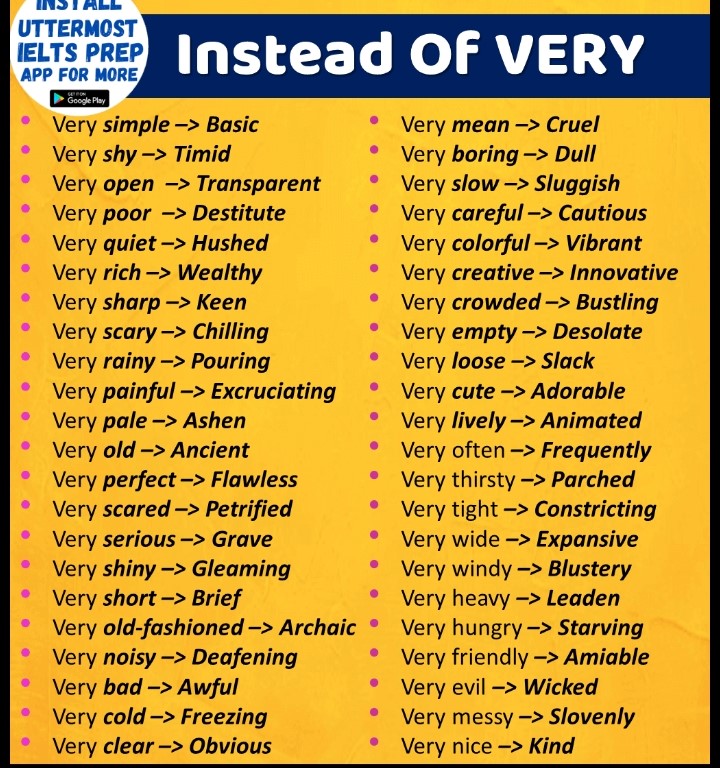 INSTALL
UTTERMOST
IELTS PREP
APP FOR MORE
GET IT ON
Google Play
Instead Of VERY
Very simple –> Basic
Very shy –> Timid
Very open –> Transparent
Very poor –> Destitute
Very quiet –> Hushed
Very rich –> Wealthy
Very sharp –> Keen
Very scary –> Chilling
Very rainy –> Pouring
Very painful –> Excruciating
Very pale –> Ashen
Very old –> Ancient
Very perfect –> Flawless
Very scared –> Petrified
Very serious –> Grave
Very shiny –> Gleaming
Very short –> Brief
Very old-fashioned –> Archaic
Very noisy –> Deafening
Very bad –> Awful
Very cold –> Freezing
Very clear –> Obvious
Very mean –> Cruel
Very boring –> Dull
Very slow –> Sluggish
Very careful –> Cautious
Very colorful –> Vibrant
Very creative –> Innovative
Very crowded –> Bustling
Very empty –> Desolate
Very loose –> Slack
Very cute –> Adorable
Very lively –> Animated
Very often –> Frequently
Very thirsty –> Parched
Very tight –> Constricting
Very wide –> Expansive
Very windy –> Blustery
Very heavy –> Leaden
Very hungry –> Starving
Very friendly –> Amiable
Very evil –> Wicked
Very messy –> Slovenly
Very nice –> Kind